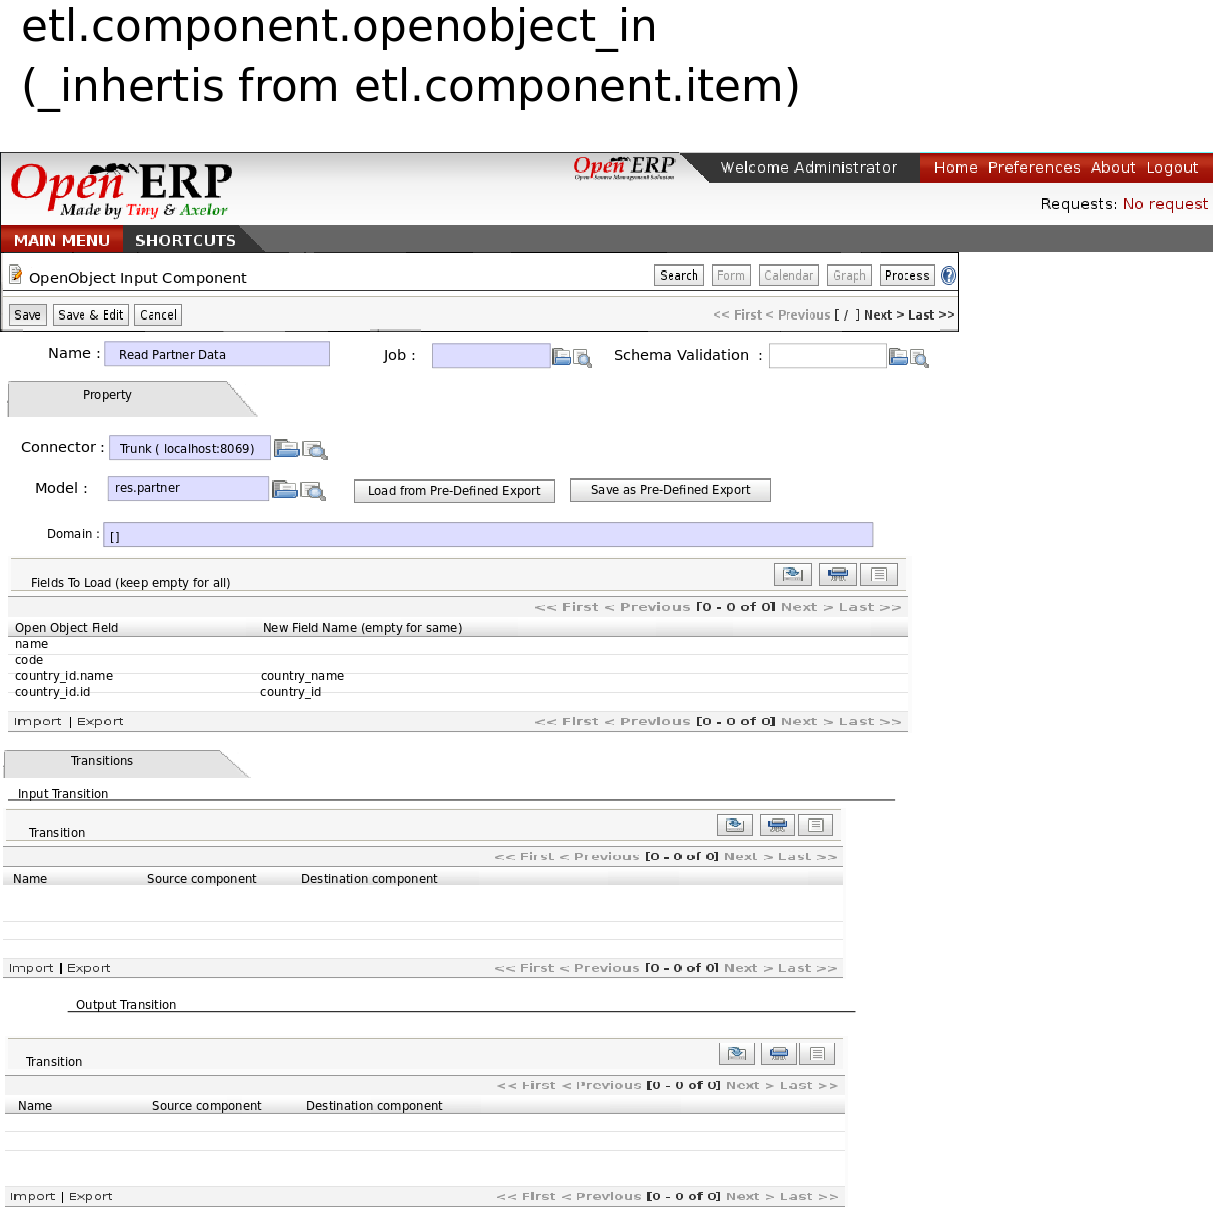 etl.component.openobject_in
(_inhertis from etl.component.item)
Open ERP
Made by Tiny & Axelor
Open ERP
Welcome Administrator
Home Preferences About Logout
Requests: No request
MAIN MENU SHORTCUTS
OpenObject Input Component
Search Form Calendar Graph Process ?
Save Save & Edit Cancel << First < Previous [ / ] Next > Last >>
Name : Read Partner Data Job : Schema Validation :
Property
Connector : Trunk ( localhost:8069)
Model : res.partner Load from Pre-Defined Export Save as Pre-Defined Export
Domain : []
Fields To Load (keep empty for all)
<< First < Previous [0 - 0 of 0] Next > Last >>
Open Object Field New Field Name (empty for same)
name
code
country_id.name country_name
country_id.id country_id
Import | Export << First < Previous [0 - 0 of 0] Next > Last >>
Transitions
Input Transition
Transition
<< First < Previous [0 - 0 of 0] Next > Last >>
Name Source component Destination component
Import | Export << First < Previous [0 - 0 of 0] Next > Last >>
Output Transition
Transition
<< First < Previous [0 - 0 of 0] Next > Last >>
Name Source component Destination component
Import | Export << First < Previous [0 - 0 of 0] Next > Last >>